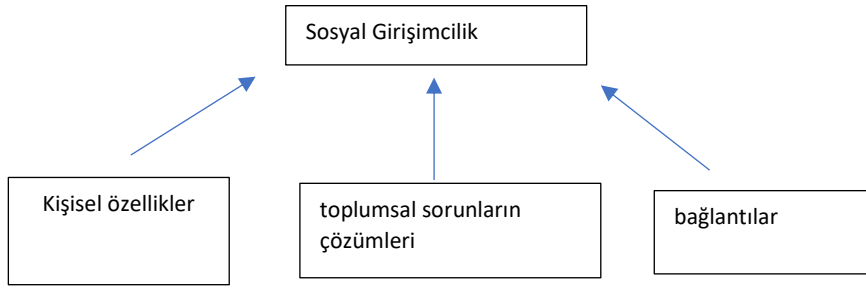 Sosyal Girişimcilik
Kişisel özellikler
toplumsal sorunların
çözümleri
bağlantılar